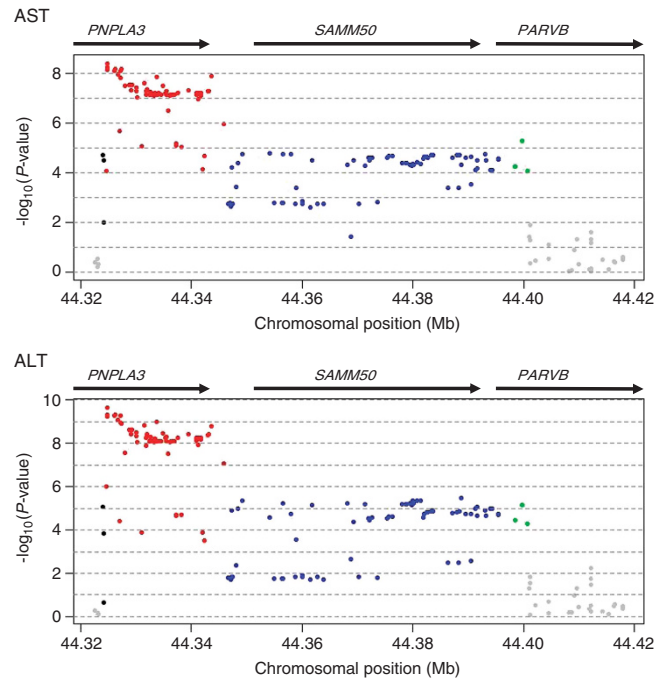 AST
PNPLA3 SAMM50 PARVB
8
6
4
2
0
-log10(P-value)
44.32 44.34 44.36 44.38 44.40 44.42
Chromosomal position (Mb)
ALT
PNPLA3 SAMM50 PARVB
10
8
6
4
2
0
-log10(P-value)
44.32 44.34 44.36 44.38 44.40 44.42
Chromosomal position (Mb)